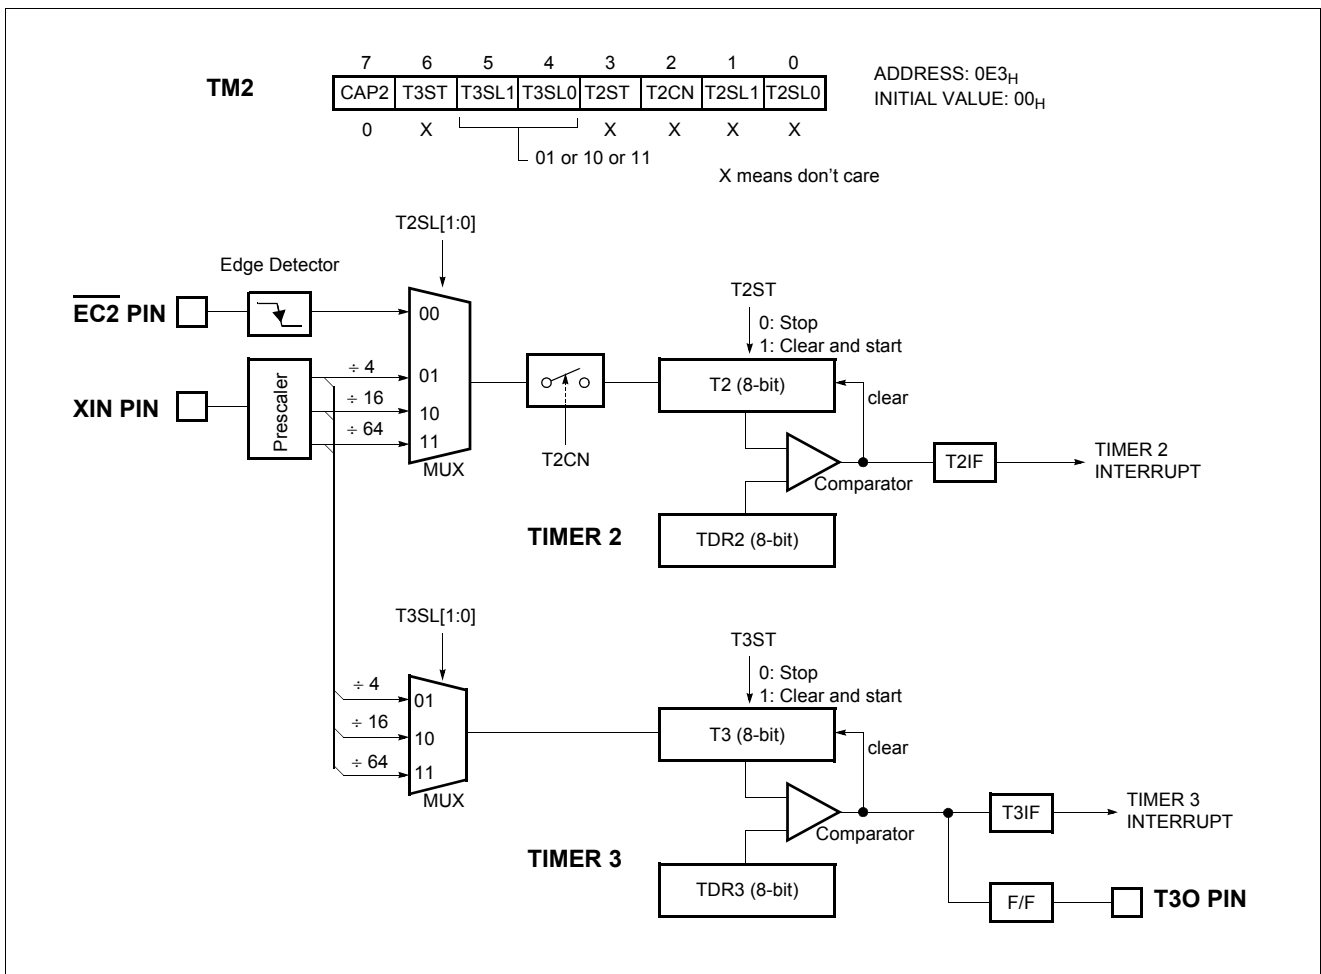 7 6 5 4 3 2 1 0
TM2
CAP2 T3ST T3SL1 T3SL0 T2ST T2CN T2SL1 T2SL0
ADDRESS: 0E3H
INITIAL VALUE: 00H
0 X X X X X
01 or 10 or 11
X means don't care
T2SL[1:0]
Edge Detector
EC2 PIN
00
T2ST
0: Stop
1: Clear and start
XIN PIN
Prescaler
÷ 4
÷ 16
÷ 64
01
10
11
MUX
T2CN
T2 (8-bit)
clear
Comparator
T2IF
TIMER 2
INTERRUPT
TIMER 2
TDR2 (8-bit)
T3SL[1:0]
T3ST
0: Stop
1: Clear and start
÷ 4
÷ 16
÷ 64
01
10
11
MUX
T3 (8-bit)
clear
Comparator
T3IF
TIMER 3
INTERRUPT
TIMER 3
TDR3 (8-bit)
F/F
T3O PIN